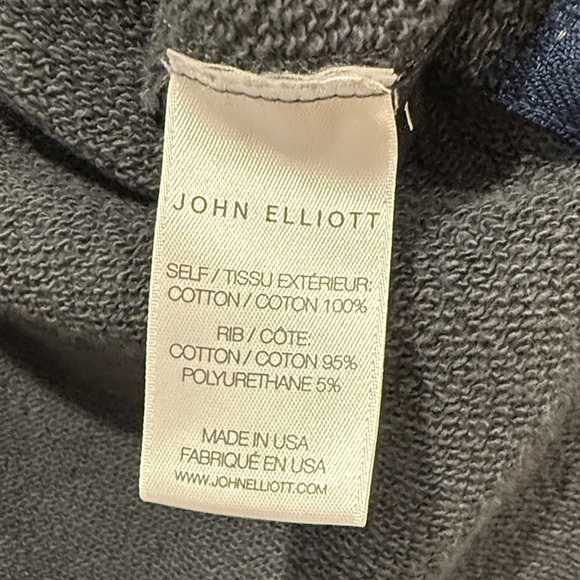 JOHN ELLIOTT
SELF / TISSU EXTÉRIEUR:
COTTON / COTON 100%
RIB / CÔTE:
COTTON / COTON 95%
POLYURETHANE 5%
MADE IN USA
FABRIQUÉ EN USA
WWW.JOHNELLIOTT.COM